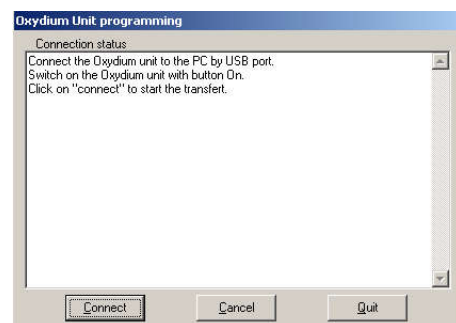 Oxydium Unit programming
Connection status
Connect the Oxydium unit to the PC by USB port.
Switch on the Oxydium unit with button On.
Click on "connect" to start the transfert.
Connect Cancel Quit